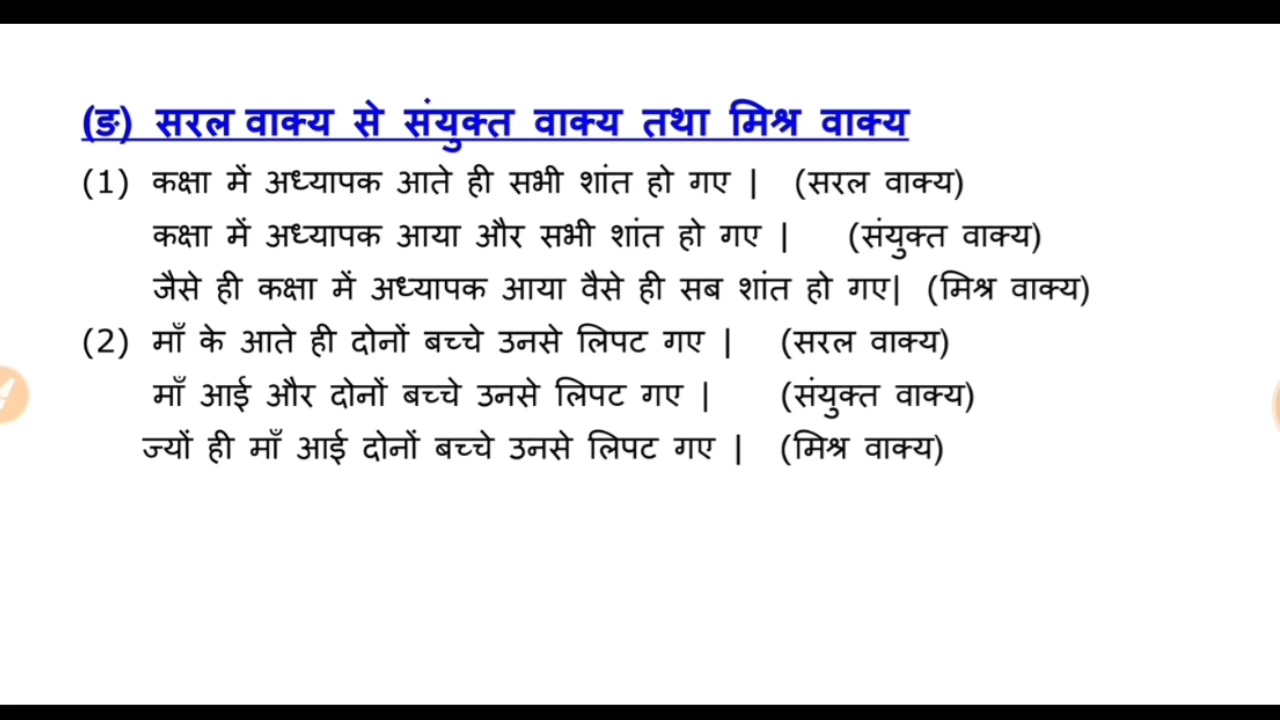 (ङ) सरल वाक्य से संयुक्त वाक्य तथा मिश्र वाक्य
(1) कक्षा में अध्यापक आते ही सभी शांत हो गए | (सरल वाक्य)
कक्षा में अध्यापक आया और सभी शांत हो गए | (संयुक्त वाक्य)
जैसे ही कक्षा में अध्यापक आया वैसे ही सब शांत हो गए| (मिश्र वाक्य)
(2) माँ के आते ही दोनों बच्चे उनसे लिपट गए | (सरल वाक्य)
माँ आई और दोनों बच्चे उनसे लिपट गए | (संयुक्त वाक्य)
ज्यों ही माँ आई दोनों बच्चे उनसे लिपट गए | (मिश्र वाक्य)